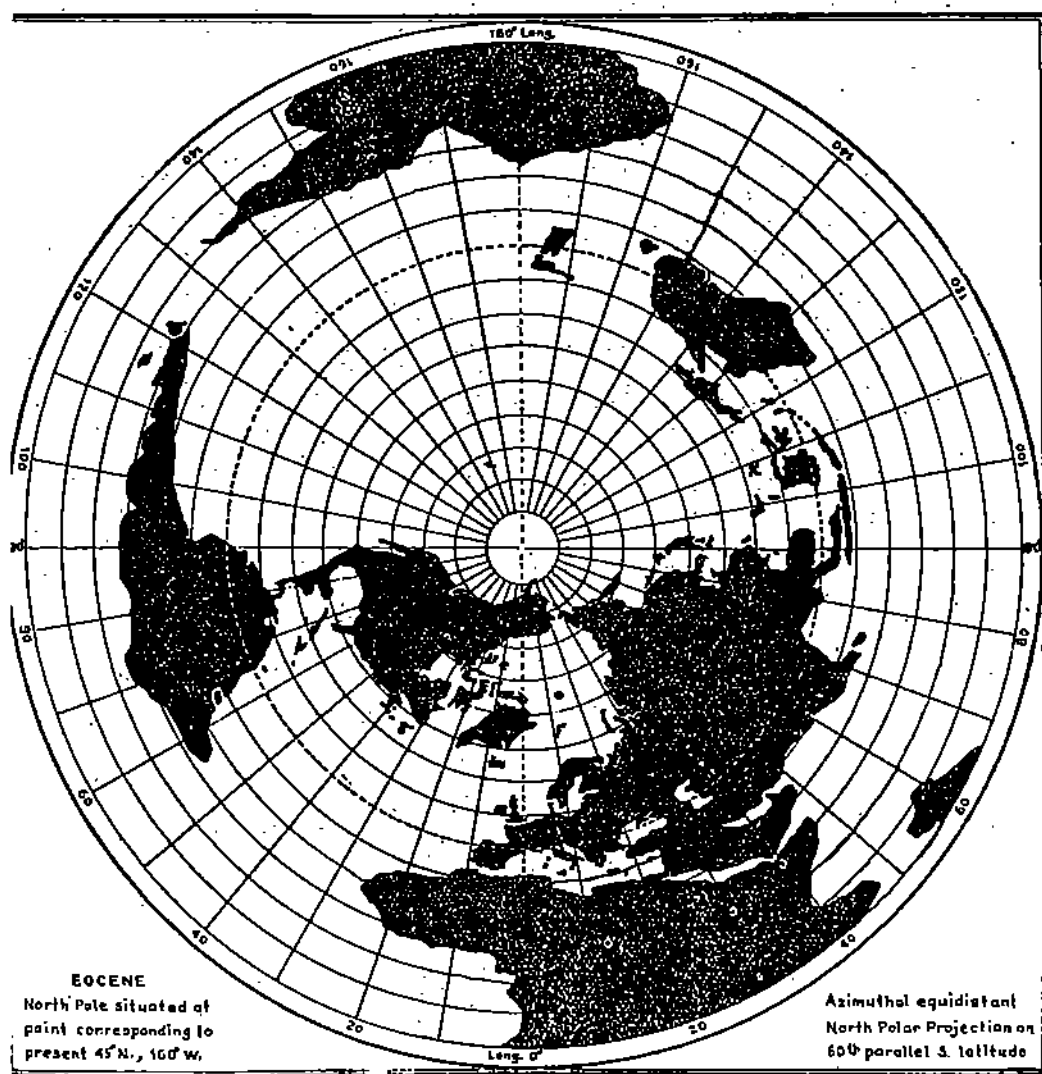 180° Long.
160
160
140
140
120
120
100
100
90
90
80
80
60
60
40
40
20
20
Long. 0°
EOCENE
North Pole situated at
point corresponding to
present 45°N., 160°W.
Azimuthal equidistant
North Polar Projection on
60th parallel S. latitude